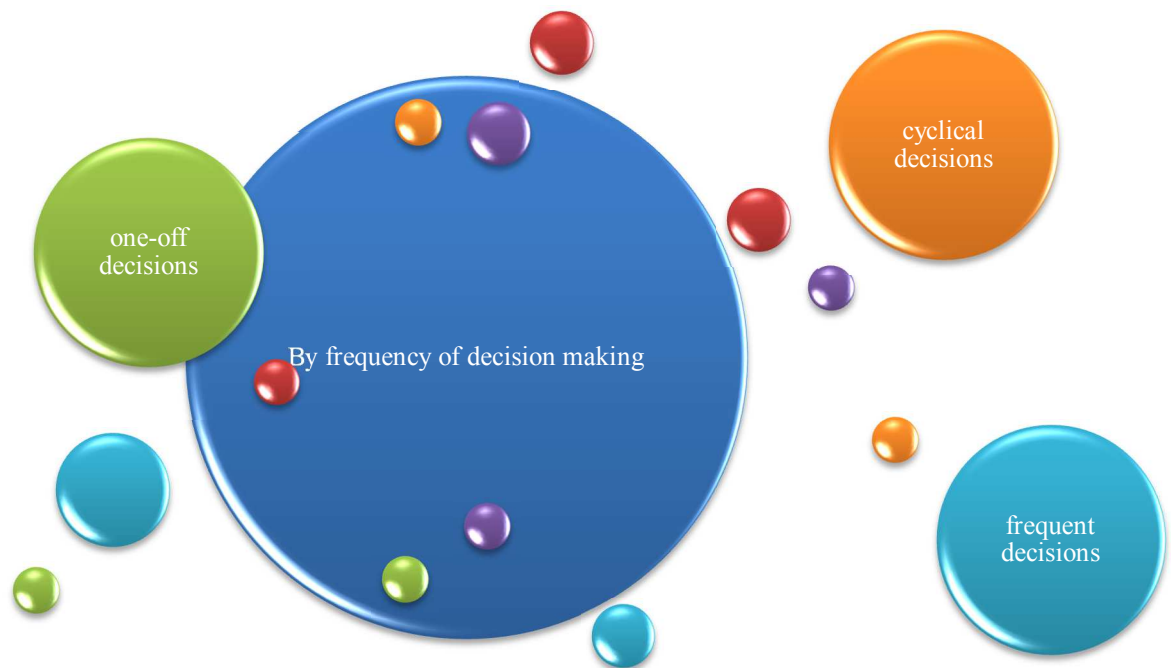 cyclical
decisions
one-off
decisions
By frequency of decision making
frequent
decisions